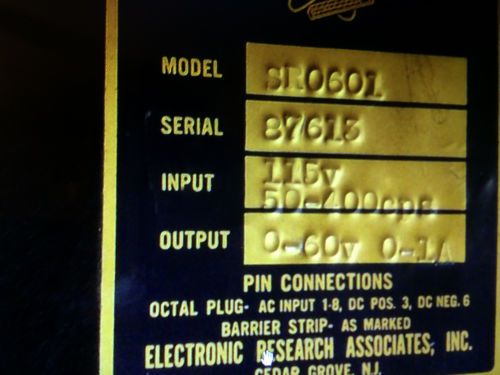 MODEL SR0601
SERIAL 87613
INPUT 115v
50-400cps
OUTPUT 0-60v 0-1A
PIN CONNECTIONS
OCTAL PLUG- AC INPUT 1-8, DC POS. 3, DC NEG. 6
BARRIER STRIP- AS MARKED
ELECTRONIC RESEARCH ASSOCIATES, INC.
CEDAR GROVE, N.J.